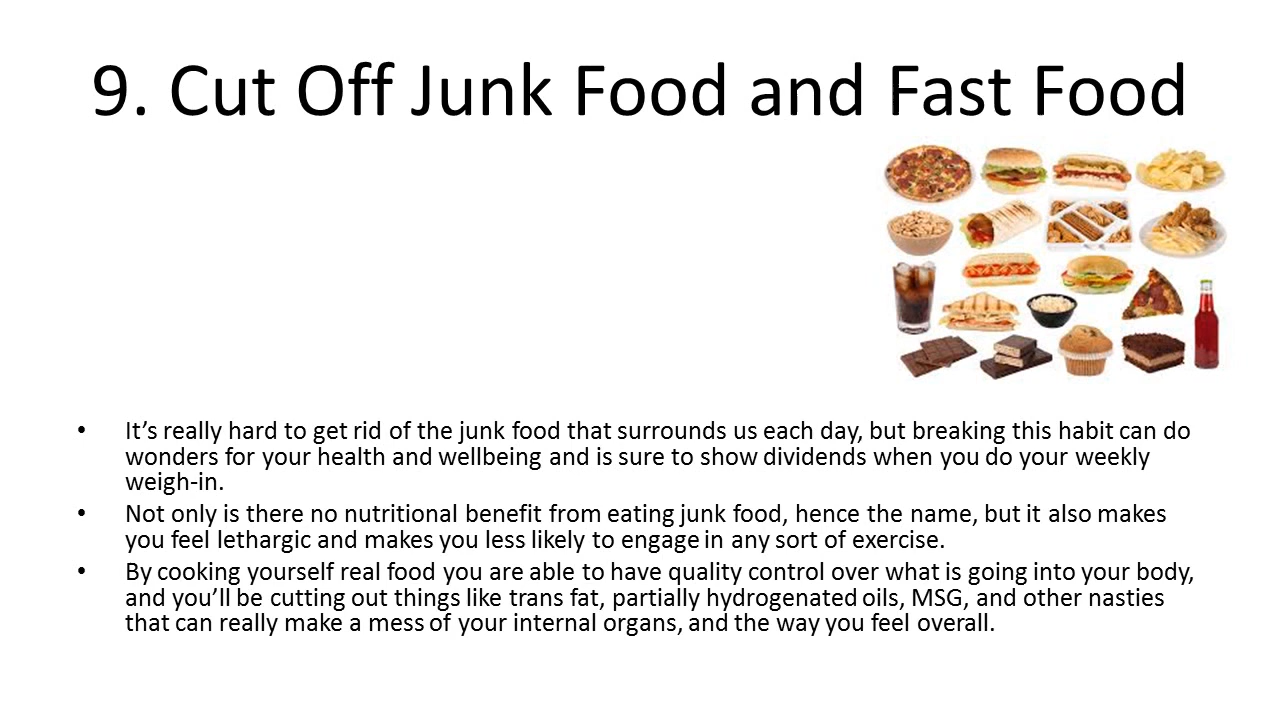 9. Cut Off Junk Food and Fast Food
• It’s really hard to get rid of the junk food that surrounds us each day, but breaking this habit can do
wonders for your health and wellbeing and is sure to show dividends when you do your weekly
weigh-in.
• Not only is there no nutritional benefit from eating junk food, hence the name, but it also makes
you feel lethargic and makes you less likely to engage in any sort of exercise.
• By cooking yourself real food you are able to have quality control over what is going into your body,
and you’ll be cutting out things like trans fat, partially hydrogenated oils, MSG, and other nasties
that can really make a mess of your internal organs, and the way you feel overall.